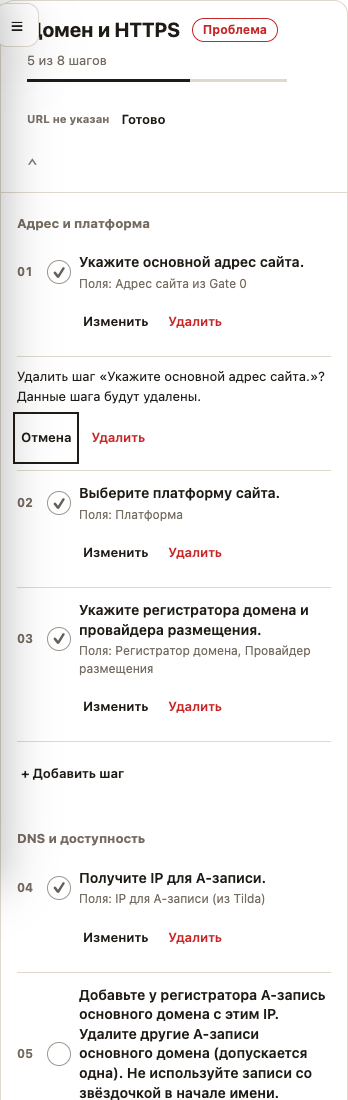 Домен и HTTPS Проблема
5 из 8 шагов
URL не указан Готово
Адрес и платформа
01 Укажите основной адрес сайта.
Поля: Адрес сайта из Gate 0
Изменить Удалить
Удалить шаг «Укажите основной адрес сайта.»?
Данные шага будут удалены.
Отмена Удалить
02 Выберите платформу сайта.
Поля: Платформа
Изменить Удалить
Укажите регистратора домена и
03 провайдера размещения.
Поля: Регистратор домена, Провайдер
размещения
Изменить Удалить
+ Добавить шаг
DNS и доступность
04 Получите IP для A-записи.
Поля: IP для A-записи (из Tilda)
Изменить Удалить
Добавьте у регистратора A-запись
основного домена с этим IP.
Удалите другие A-записи
05 основного домена (допускается
одна). Не используйте записи со
звёздочкой в начале имени.